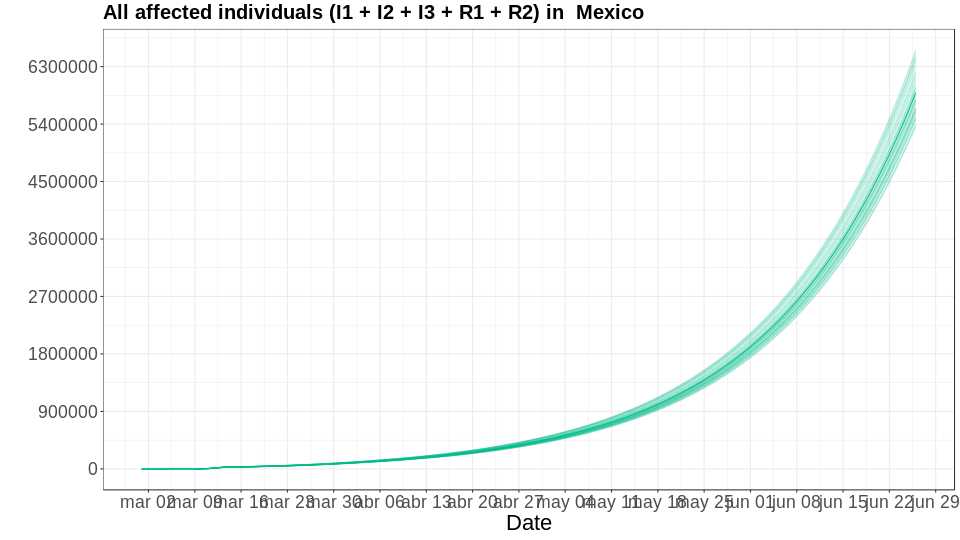 All affected individuals (I1 + I2 + I3 + R1 + R2) in  Mexico
6300000
5400000
4500000
3600000
2700000
1800000
900000
0
mar 02 mar 09 mar 16 mar 23 mar 30 abr 06 abr 13 abr 20 abr 27 may 04 may 11 may 18 may 25 jun 01 jun 08 jun 15 jun 22 jun 29
Date